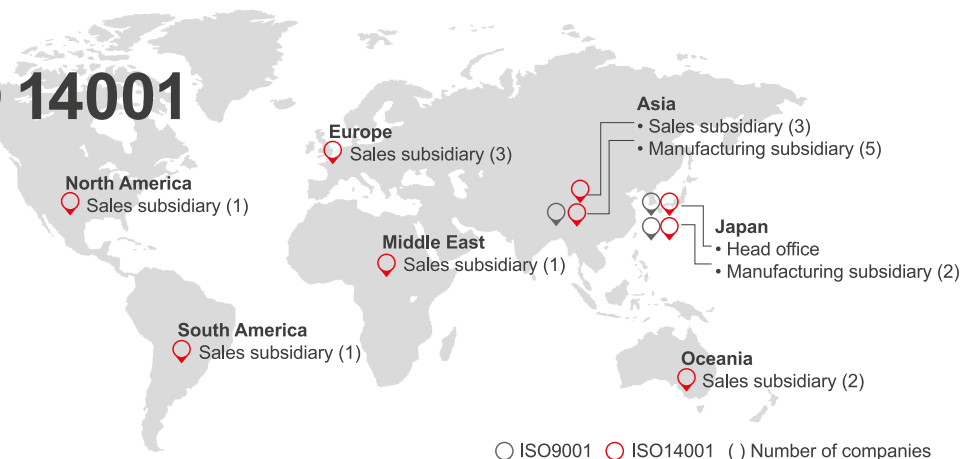 14001
Asia
• Sales subsidiary (3)
• Manufacturing subsidiary (5)
Europe
Sales subsidiary (3)
North America
Sales subsidiary (1)
Japan
• Head office
• Manufacturing subsidiary (2)
Middle East
Sales subsidiary (1)
South America
Sales subsidiary (1)
Oceania
Sales subsidiary (2)
ISO9001 ISO14001 ( ) Number of companies